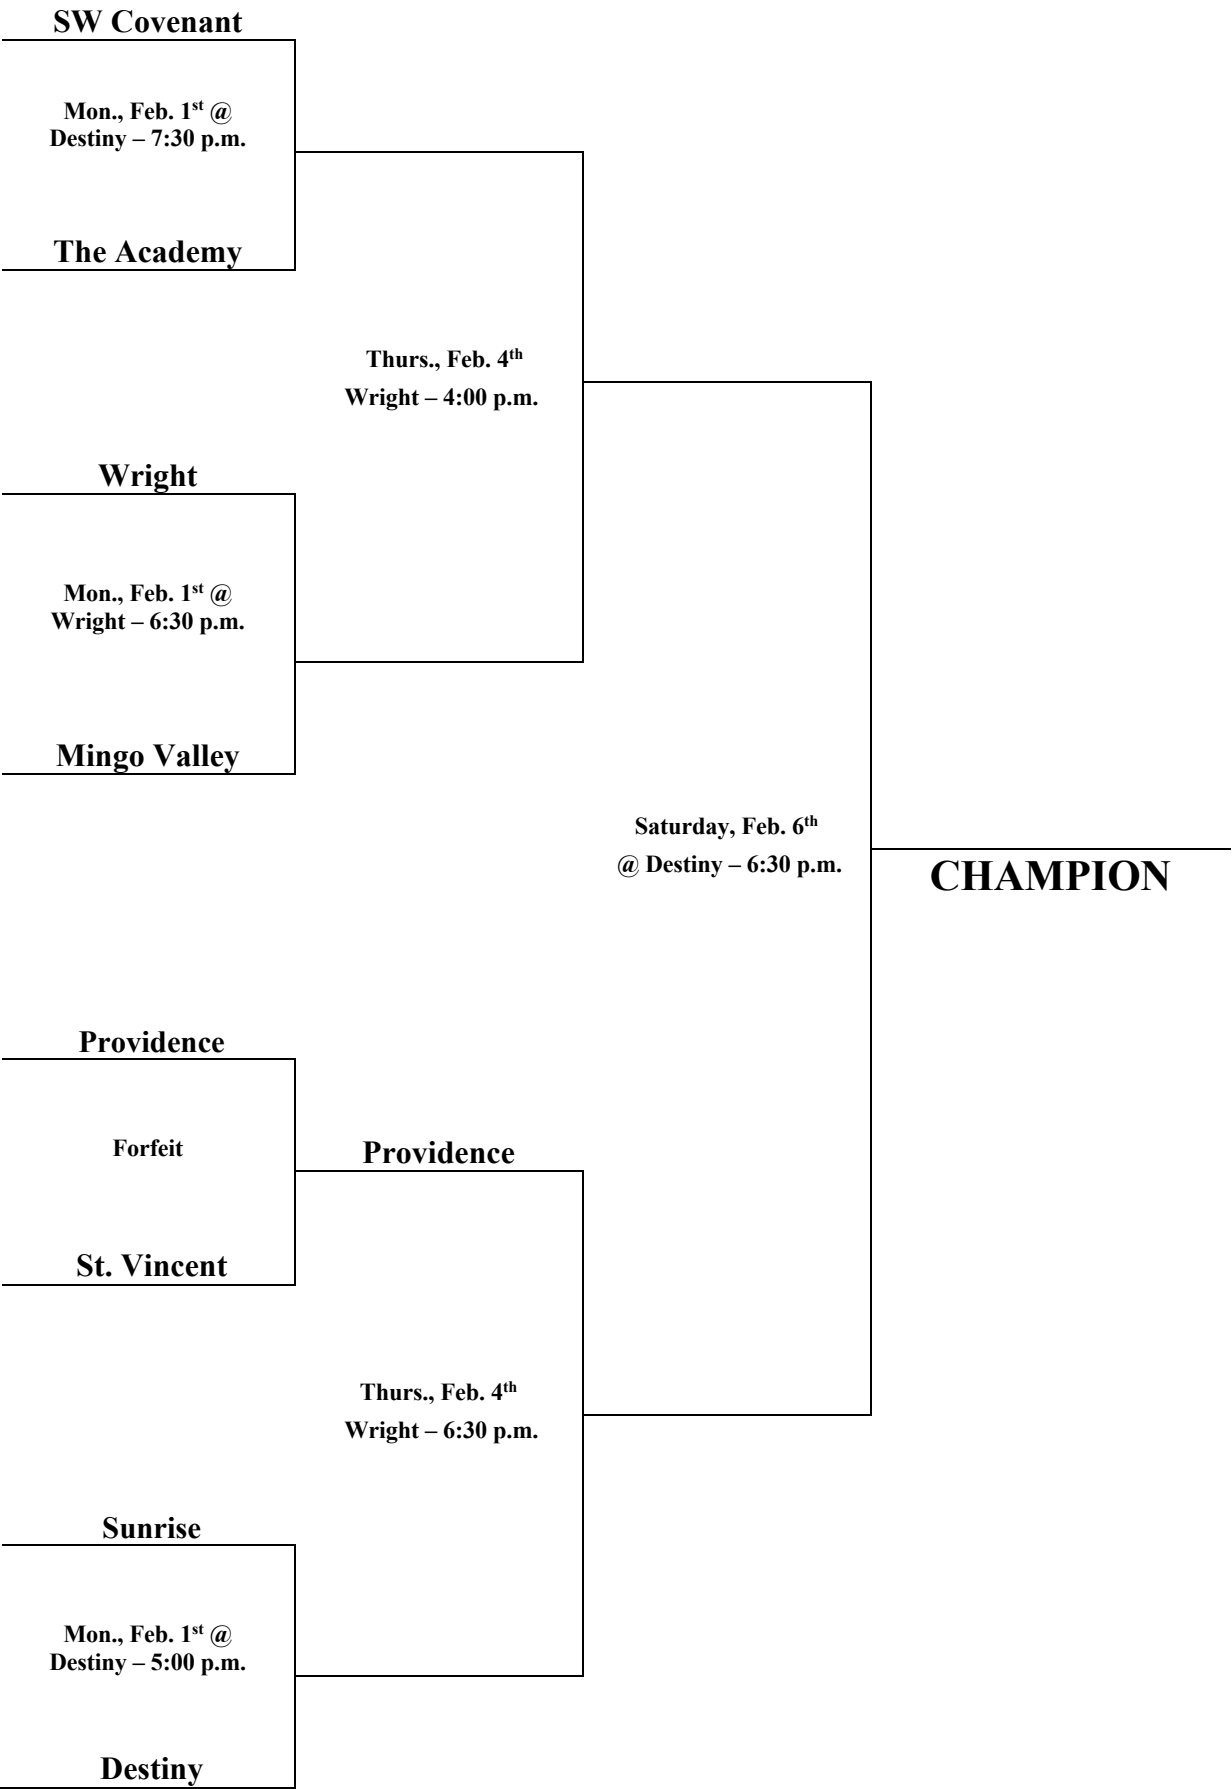 SW Covenant
Mon., Feb. 1st @
Destiny – 7:30 p.m.
The Academy
Thurs., Feb. 4th
Wright – 4:00 p.m.
Wright
Mon., Feb. 1st @
Wright – 6:30 p.m.
Mingo Valley
Saturday, Feb. 6th
@ Destiny – 6:30 p.m.
CHAMPION
Providence
Forfeit
Providence
St. Vincent
Thurs., Feb. 4th
Wright – 6:30 p.m.
Sunrise
Mon., Feb. 1st @
Destiny – 5:00 p.m.
Destiny